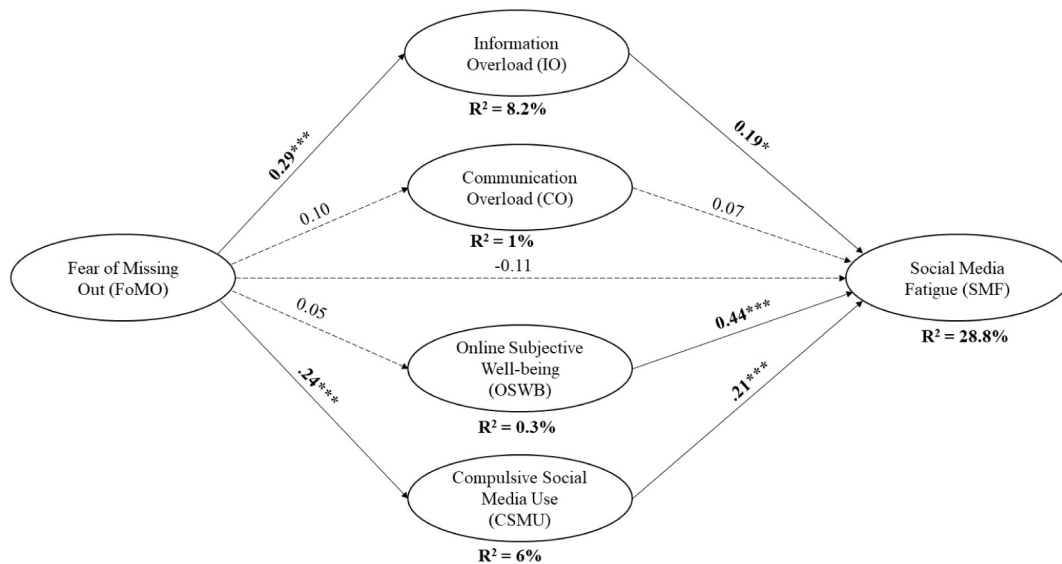 Information
Overload (IO)
R² = 8.2%
0.29***
0.19*
Communication
Overload (CO)
R² = 1%
0.10
0.07
Fear of Missing
Out (FoMO)
-0.11
Social Media
Fatigue (SMF)
R² = 28.8%
0.05
0.44***
Online Subjective
Well-being
(OSWB)
R² = 0.3%
.24***
.21***
Compulsive Social
Media Use
(CSMU)
R² = 6%